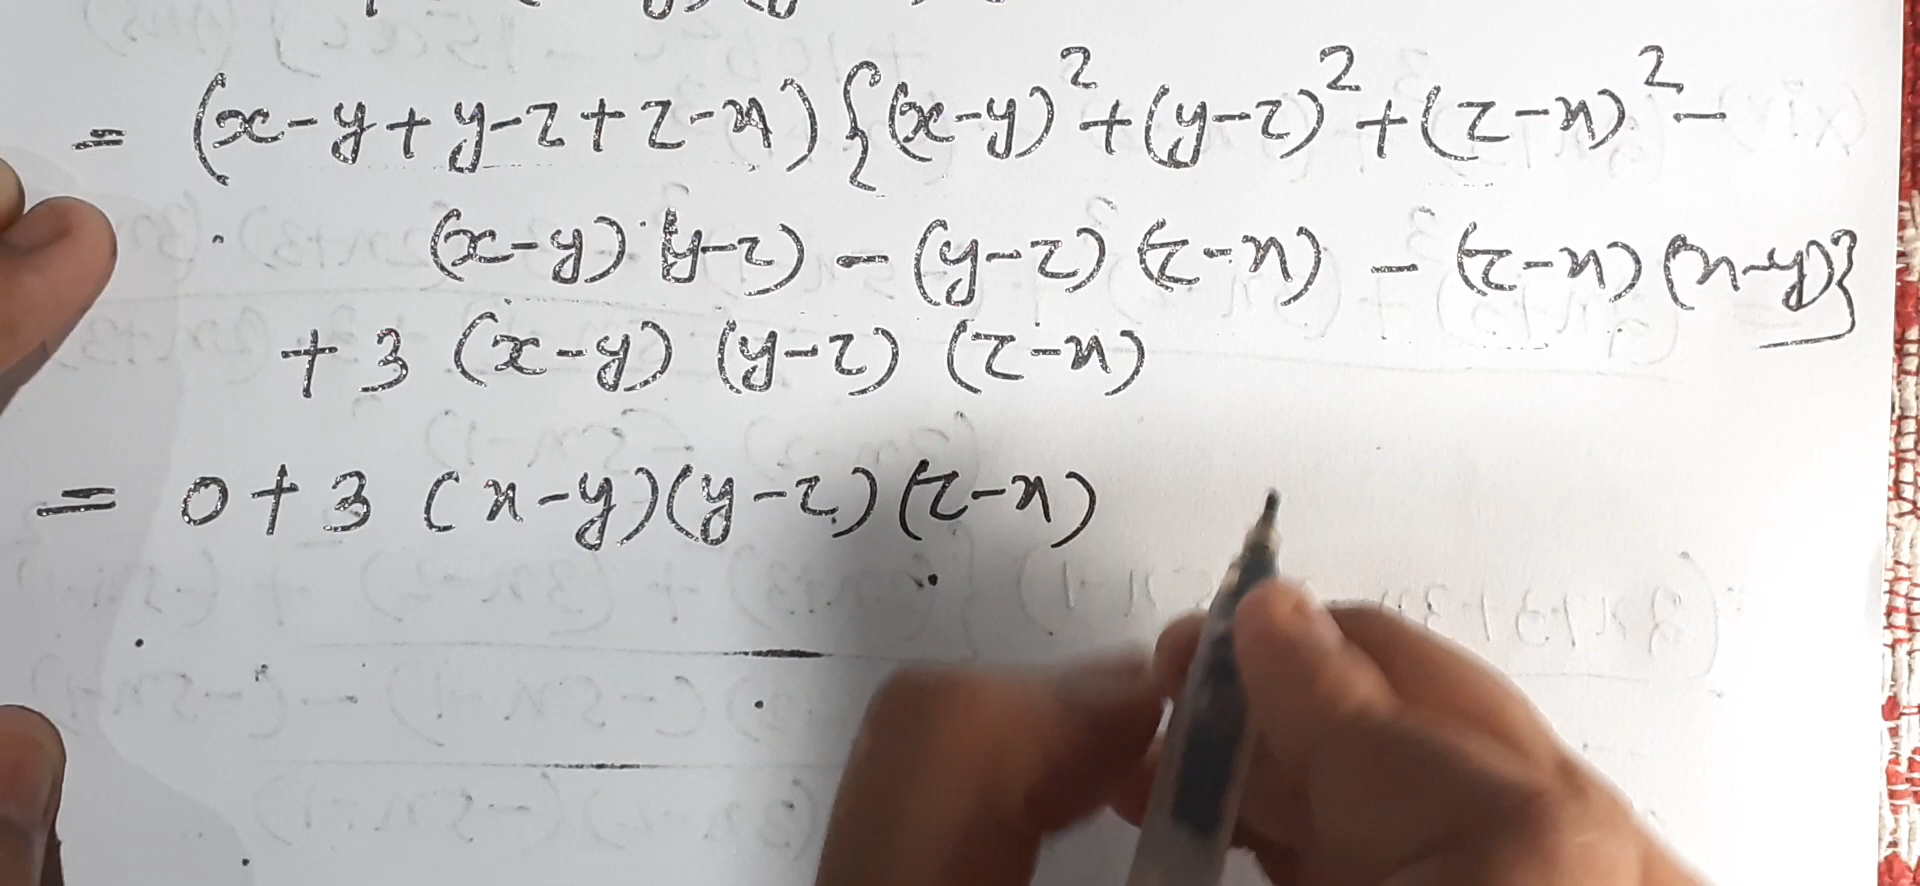 = (x-y+y-z+z-x) {(x-y)²+(y-z)²+(z-x)²-
(x-y) (y-z) - (y-z) (z-x) - (z-x) (x-y)}
+ 3 (x-y) (y-z) (z-x)
= 0 + 3 (x-y)(y-z)(z-x)